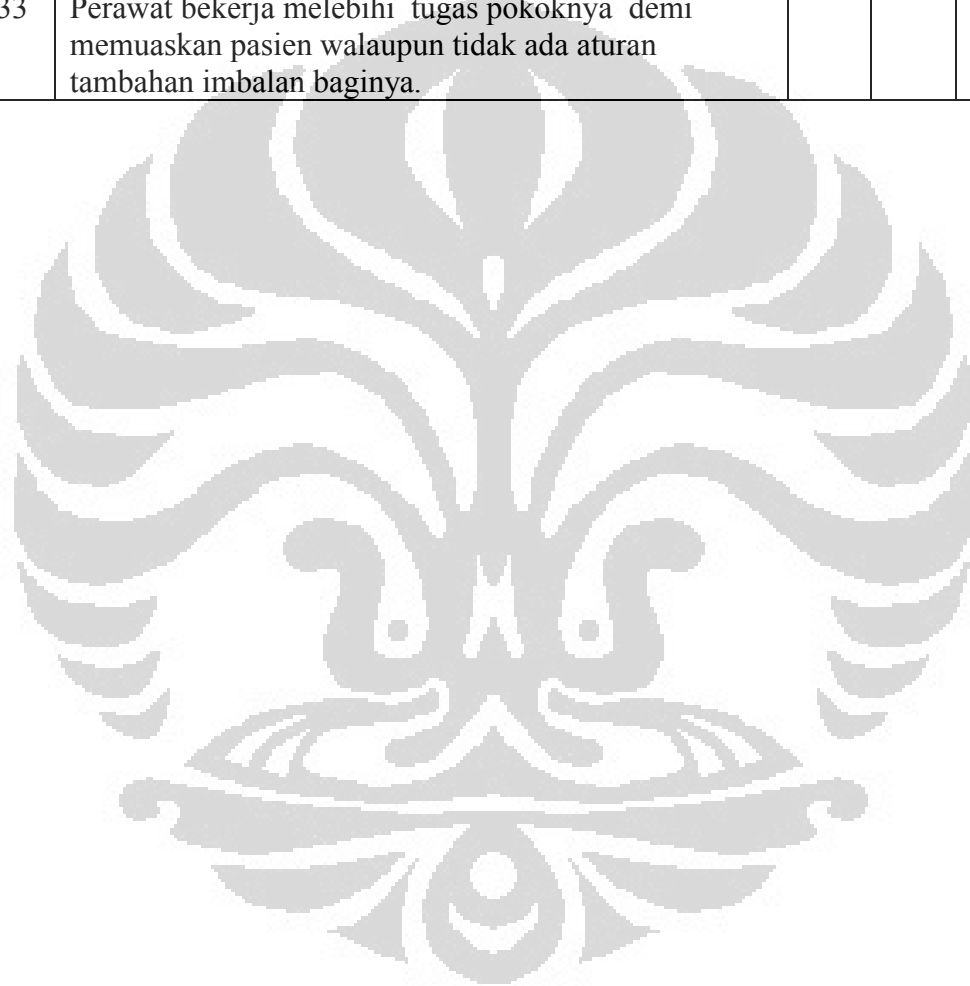 33 Perawat bekerja melebihi tugas pokoknya demi
memuaskan pasien walaupun tidak ada aturan
tambahan imbalan baginya.